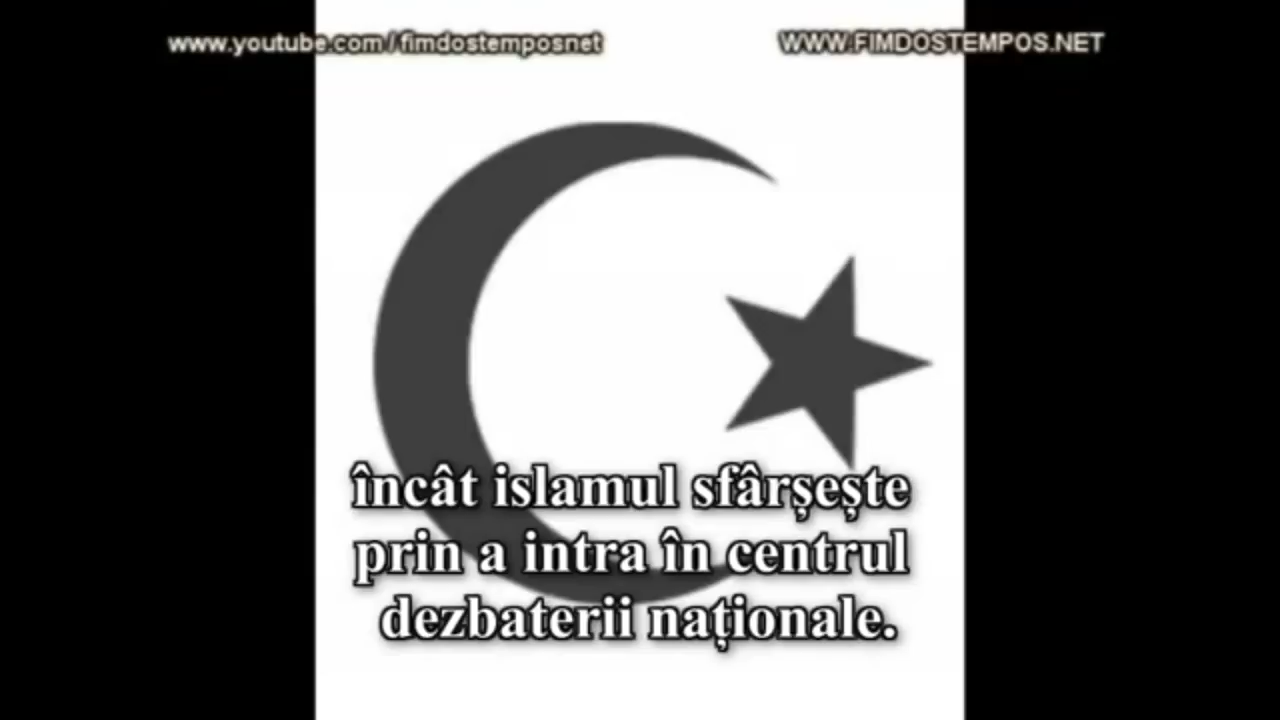 www.youtube.com/fimdostemposnet
WWW.FIMDOSTEMPOS.NET
încât islamul sfârșește
prin a intra în centrul
dezbaterii naționale.